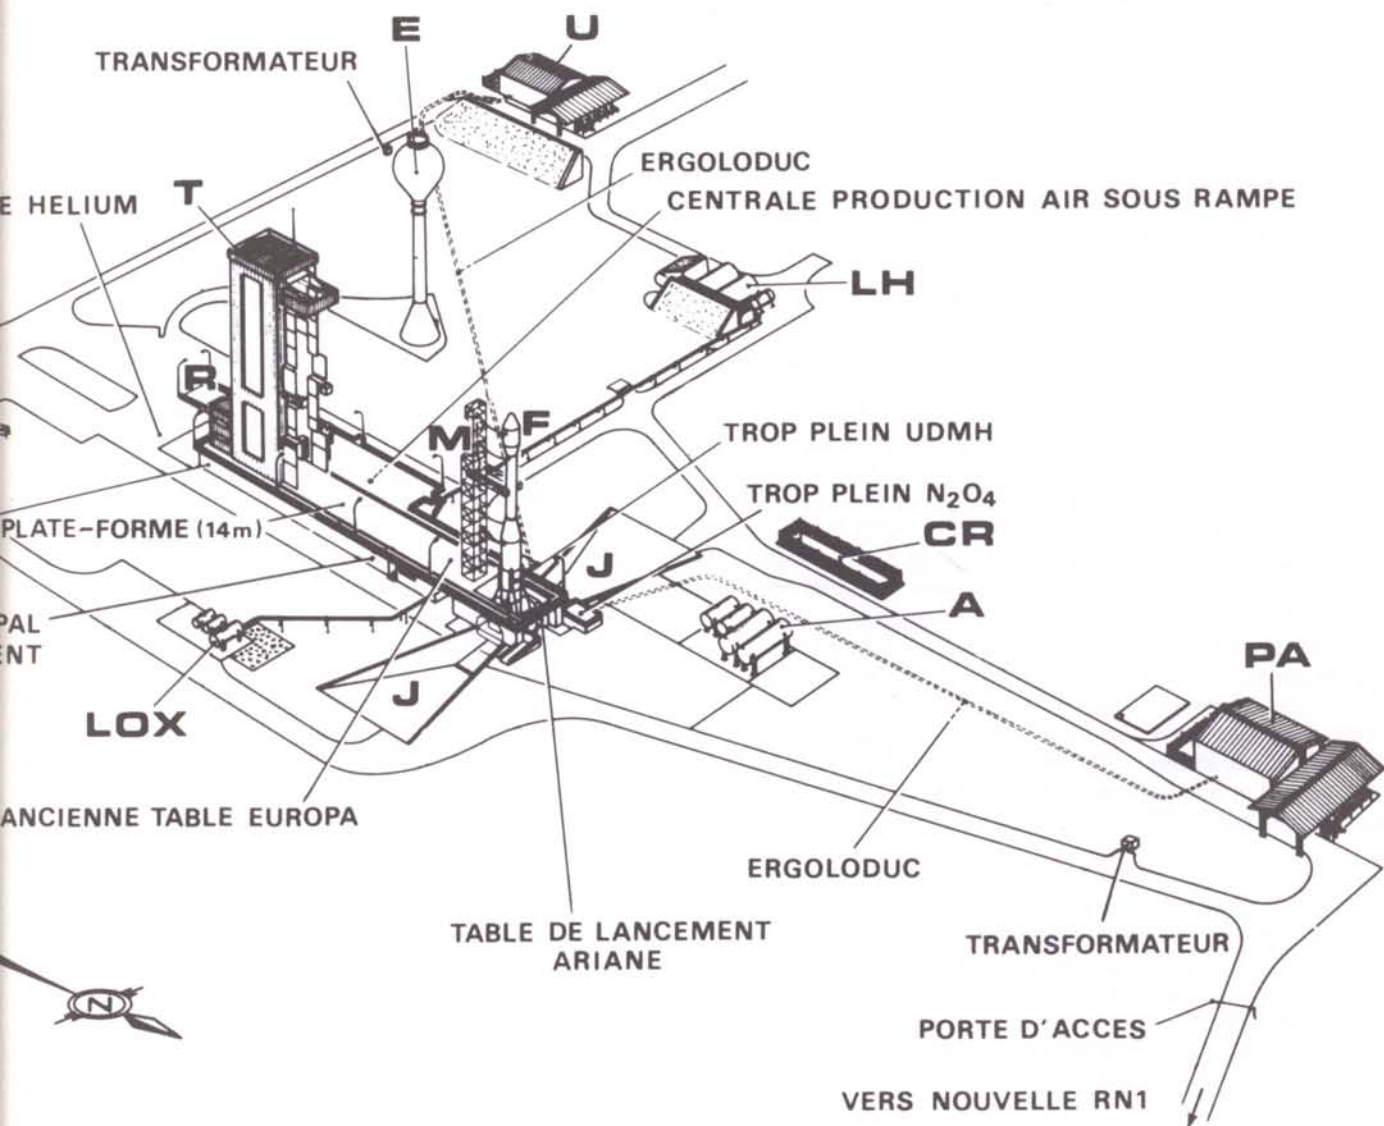 E
U
TRANSFORMATEUR
ERGOLODUC
CENTRALE PRODUCTION AIR SOUS RAMPE
E HELIUM
T
LH
R
M
F
TROP PLEIN UDMH
TROP PLEIN N₂O₄
PLATE-FORME (14m)
CR
J
A
PAL
ENT
PA
J
LOX
ANCIENNE TABLE EUROPA
ERGOLODUC
TABLE DE LANCEMENT
ARIANE
TRANSFORMATEUR
N
PORTE D'ACCES
VERS NOUVELLE RN1